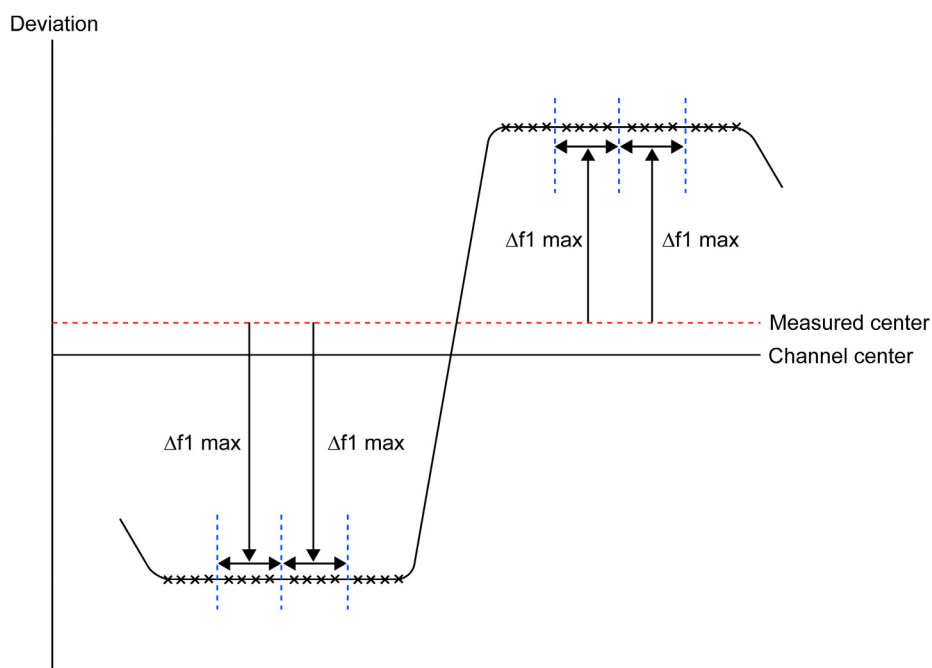 Deviation
Δf1 max
Δf1 max
Measured center
Channel center
Δf1 max
Δf1 max